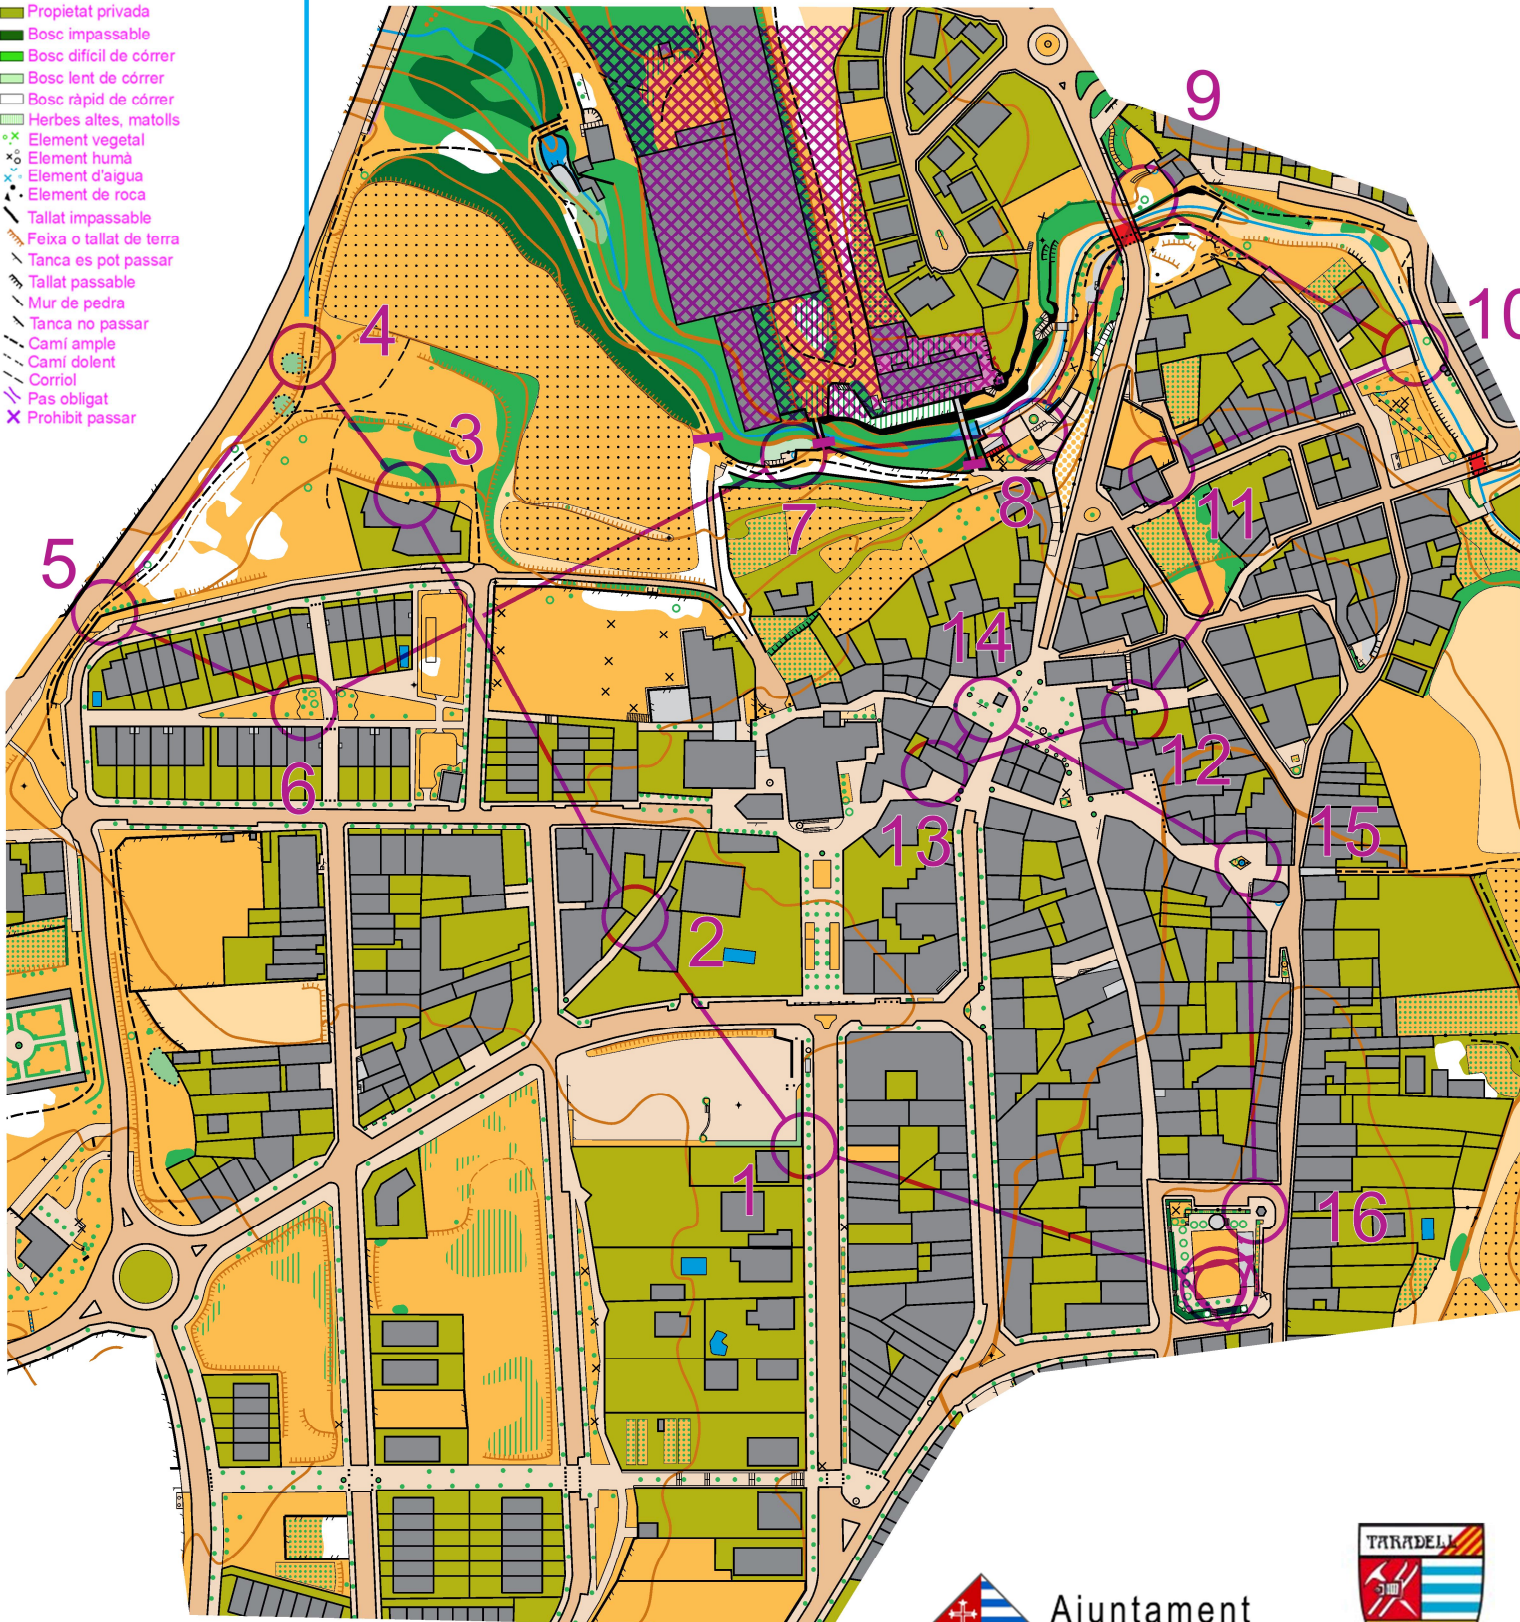 Propietat privada
Bosc impassable
Bosc difícil de córrer
Bosc lent de córrer
Bosc ràpid de córrer
Herbes altes, matolls
Element vegetal
Element humà
Element d'aigua
Element de roca
Tallat impassable
Feixa o tallat de terra
Tanca es pot passar
Tallat passable
Mur de pedra
Tanca no passar
Camí ample
Camí dolent
Corriol
Pas obligat
Prohibit passar
9
10
4
3
8
7
11
5
14
12
6
13
15
2
1
16
TARADELL
Ajuntament